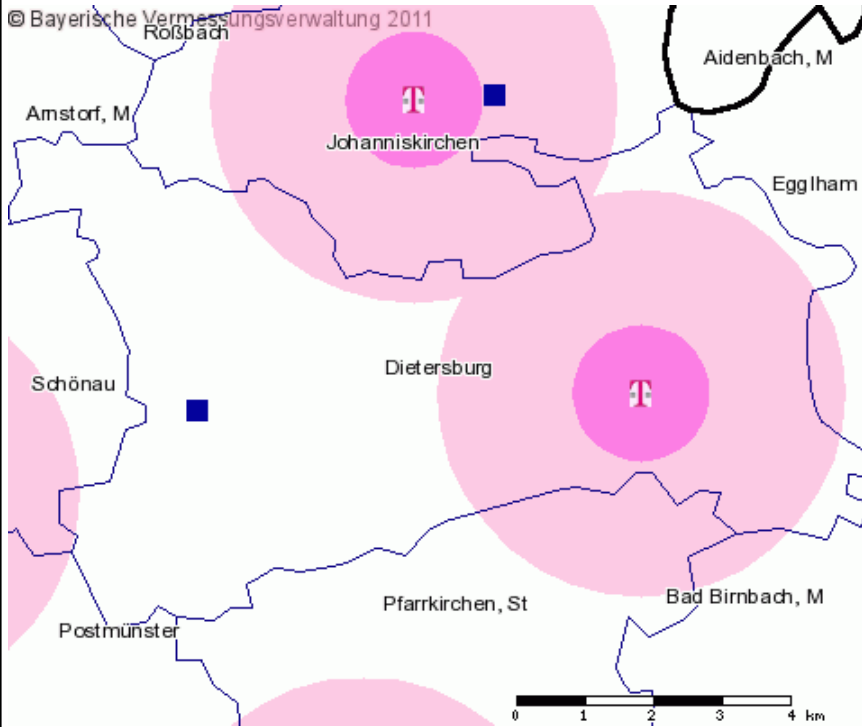 © Bayerische Vermessungsverwaltung 2011
Roßbach
Aidenbach, M
Arnstorf, M
T
Johanniskirchen
Egglham
Dietersburg
Schönau
T
Pfarrkirchen, St
Bad Birnbach, M
Postmünster
0 1 2 3 4 km